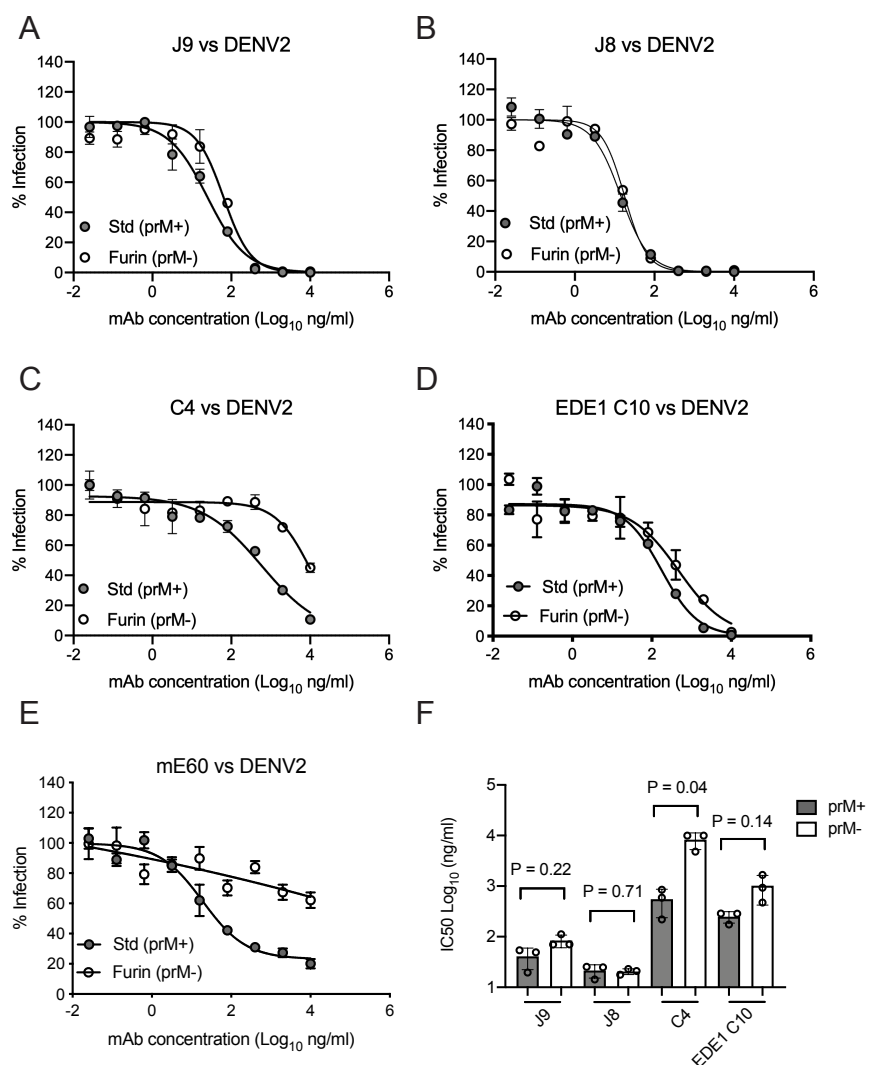 A
J9 vs DENV2
140
120
100
80
60
40
20
0
% Infection
Std (prM+)
Furin (prM-)
-2 0 2 4 6
mAb concentration (Log10 ng/ml)
B
J8 vs DENV2
140
120
100
80
60
40
20
0
% Infection
Std (prM+)
Furin (prM-)
-2 0 2 4 6
mAb concentration (Log10 ng/ml)
C
C4 vs DENV2
140
120
100
80
60
40
20
0
% Infection
Std (prM+)
Furin (prM-)
-2 0 2 4 6
mAb concentration (Log10 ng/ml)
D
EDE1 C10 vs DENV2
140
120
100
80
60
40
20
0
% Infection
Std (prM+)
Furin (prM-)
-2 0 2 4 6
mAb concentration (Log10 ng/ml)
E
mE60 vs DENV2
140
120
100
80
60
40
20
0
% Infection
Std (prM+)
Furin (prM-)
-2 0 2 4 6
mAb concentration (Log10 ng/ml)
F
5
4
3
2
1
IC50 Log10 (ng/ml)
P = 0.22
P = 0.71
P = 0.04
P = 0.14
prM+
prM-
J9
J8
C4
EDE1 C10